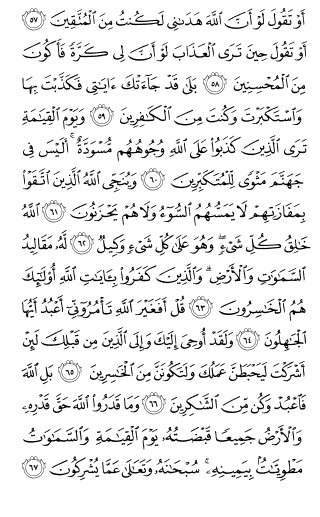 أَوْ تَقُولَ لَوْ أَنَّ ٱللَّهَ هَدَىٰنِى لَكُنتُ مِنَ ٱلْمُتَّقِينَ ٥٧
أَوْ تَقُولَ حِينَ تَرَى ٱلْعَذَابَ لَوْ أَنَّ لِى كَرَّةً فَأَكُونَ
مِنَ ٱلْمُحْسِنِينَ ٥٨ بَلَىٰ قَدْ جَآءَتْكَ ءَايَٰتِى فَكَذَّبْتَ بِهَا
وَٱسْتَكْبَرْتَ وَكُنتَ مِنَ ٱلْكَٰفِرِينَ ٥٩ وَيَوْمَ ٱلْقِيَٰمَةِ
تَرَى ٱلَّذِينَ كَذَبُوا۟ عَلَى ٱللَّهِ وُجُوهُهُم مُّسْوَدَّةٌ ۚ أَلَيْسَ فِى
جَهَنَّمَ مَثْوًى لِّلْمُتَكَبِّرِينَ ٦٠ وَيُنَجِّى ٱللَّهُ ٱلَّذِينَ ٱتَّقَوْا۟
بِمَفَازَتِهِمْ لَا يَمَسُّهُمُ ٱلسُّوٓءُ وَلَا هُمْ يَحْزَنُونَ ٦١ ٱللَّهُ
خَٰلِقُ كُلِّ شَىْءٍ ۖ وَهُوَ عَلَىٰ كُلِّ شَىْءٍ وَكِيلٌ ٦٢ لَّهُۥ مَقَالِيدُ
ٱلسَّمَٰوَٰتِ وَٱلْأَرْضِ ۗ وَٱلَّذِينَ كَفَرُوا۟ بِـَٔايَٰتِ ٱللَّهِ أُو۟لَٰٓئِكَ
هُمُ ٱلْخَٰسِرُونَ ٦٣ قُلْ أَفَغَيْرَ ٱللَّهِ تَأْمُرُوٓنِّىٓ أَعْبُدُ أَيُّهَا
ٱلْجَٰهِلُونَ ٦٤ وَلَقَدْ أُوحِىَ إِلَيْكَ وَإِلَى ٱلَّذِينَ مِن قَبْلِكَ لَئِنْ
أَشْرَكْتَ لَيَحْبَطَنَّ عَمَلُكَ وَلَتَكُونَنَّ مِنَ ٱلْخَٰسِرِينَ ٦٥ بَلِ ٱللَّهَ
فَٱعْبُدْ وَكُن مِّنَ ٱلشَّٰكِرِينَ ٦٦ وَمَا قَدَرُوا۟ ٱللَّهَ حَقَّ قَدْرِهِۦ
وَٱلْأَرْضُ جَمِيعًا قَبْضَتُهُۥ يَوْمَ ٱلْقِيَٰمَةِ وَٱلسَّمَٰوَٰتُ
مَطْوِيَّٰتٌۢ بِيَمِينِهِۦ ۚ سُبْحَٰنَهُۥ وَتَعَٰلَىٰ عَمَّا يُشْرِكُونَ ٦٧